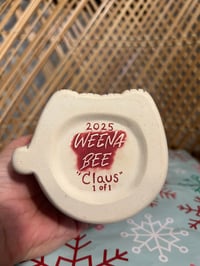 2025
WEENA
BEE
"Claus"
1 of 1